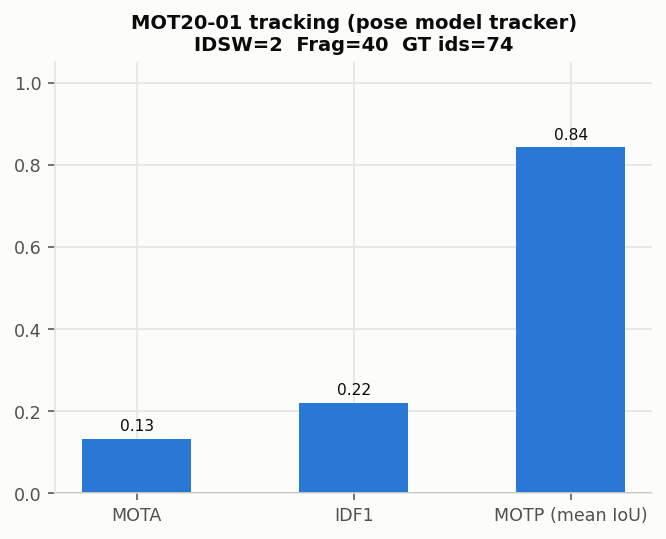 MOT20-01 tracking (pose model tracker)
IDSW=2  Frag=40  GT ids=74
1.0
0.8
0.6
0.4
0.2
0.0
0.13
0.22
0.84
MOTA
IDF1
MOTP (mean IoU)